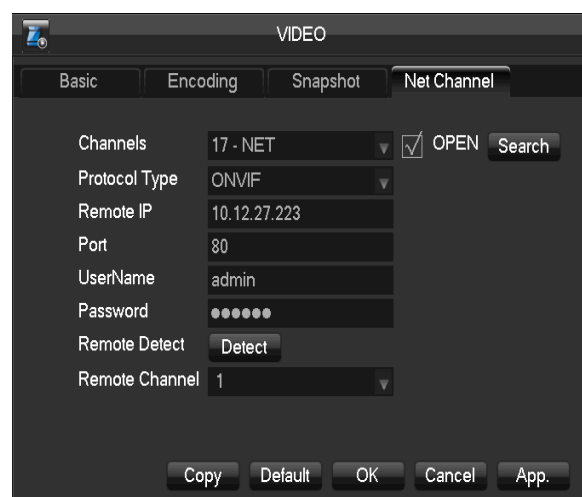 VIDEO
Basic Encoding Snapshot Net Channel
Channels 17 - NET OPEN Search
Protocol Type ONVIF
Remote IP 10.12.27.223
Port 80
UserName admin
Password ●●●●●●
Remote Detect Detect
Remote Channel 1
Copy Default OK Cancel App.